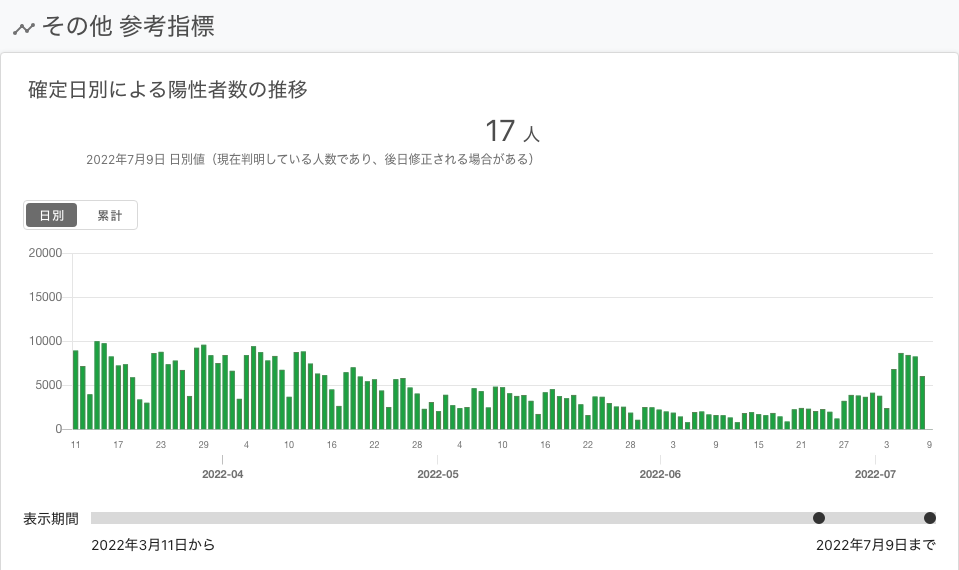 その他 参考指標
確定日別による陽性者数の推移
17 人
2022年7月9日 日別値（現在判明している人数であり、後日修正される場合がある）
日別 累計
20000
15000
10000
5000
0
11 17 23 29 4 10 16 22 28 4 10 16 22 28 3 9 15 21 27 3 9
2022-04 2022-05 2022-06 2022-07
表示期間
2022年3月11日から 2022年7月9日まで